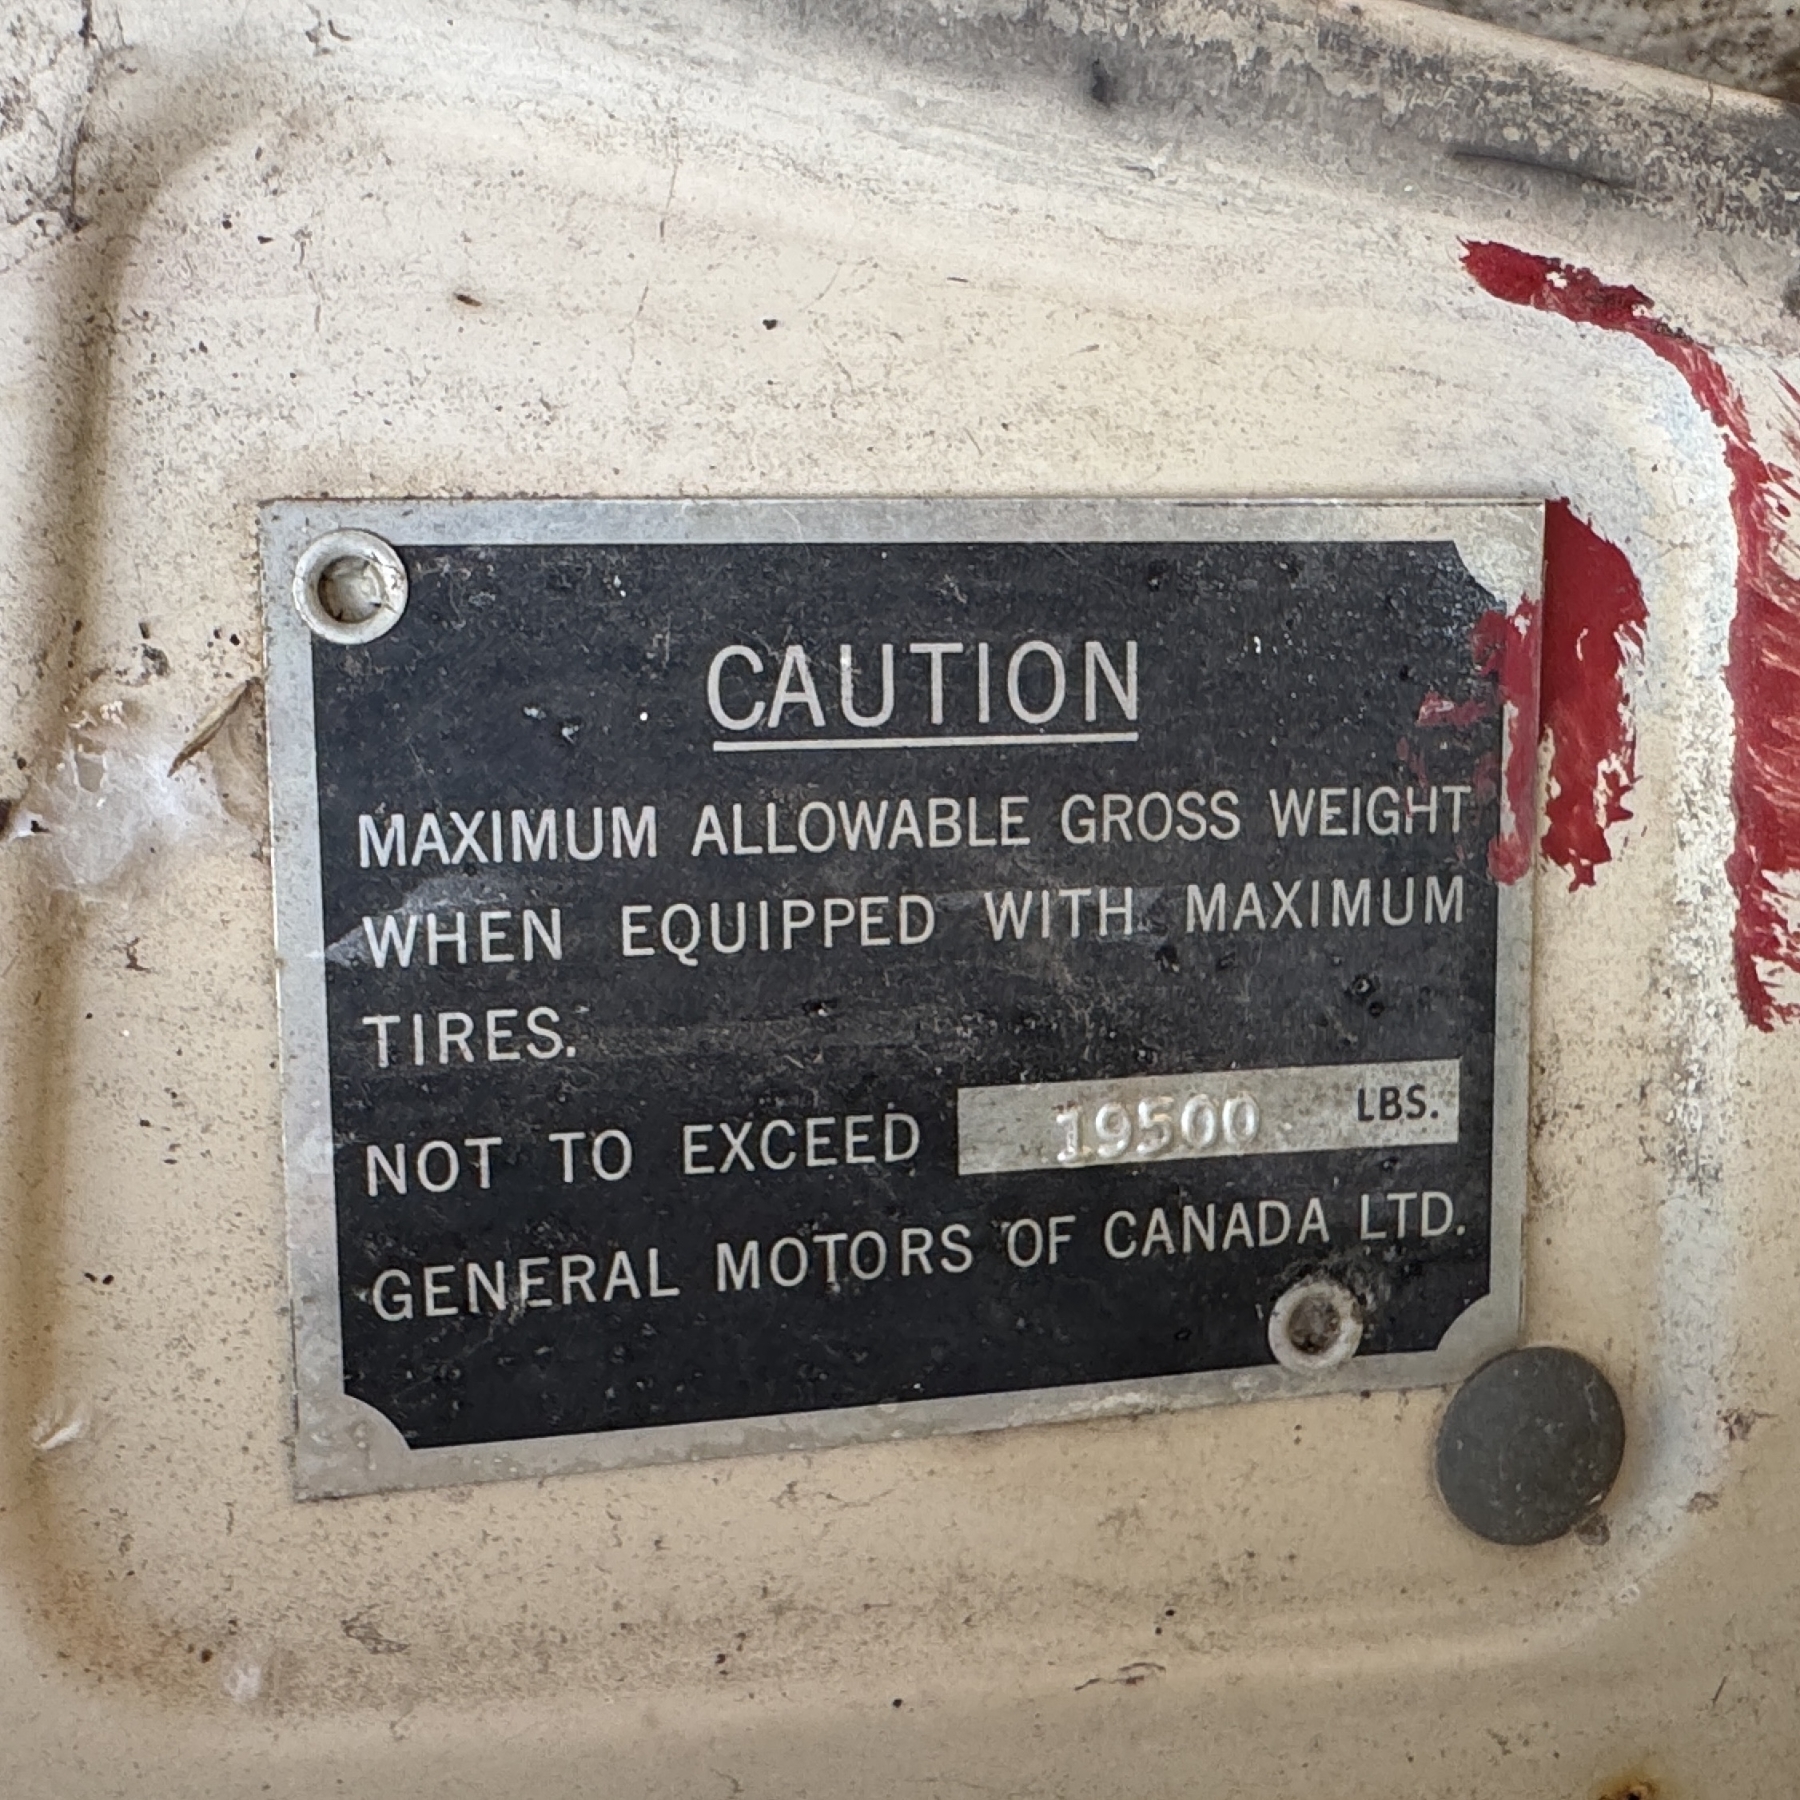 CAUTION
MAXIMUM ALLOWABLE GROSS WEIGHT
WHEN EQUIPPED WITH MAXIMUM
TIRES.
NOT TO EXCEED 19500 LBS.
GENERAL MOTORS OF CANADA LTD.